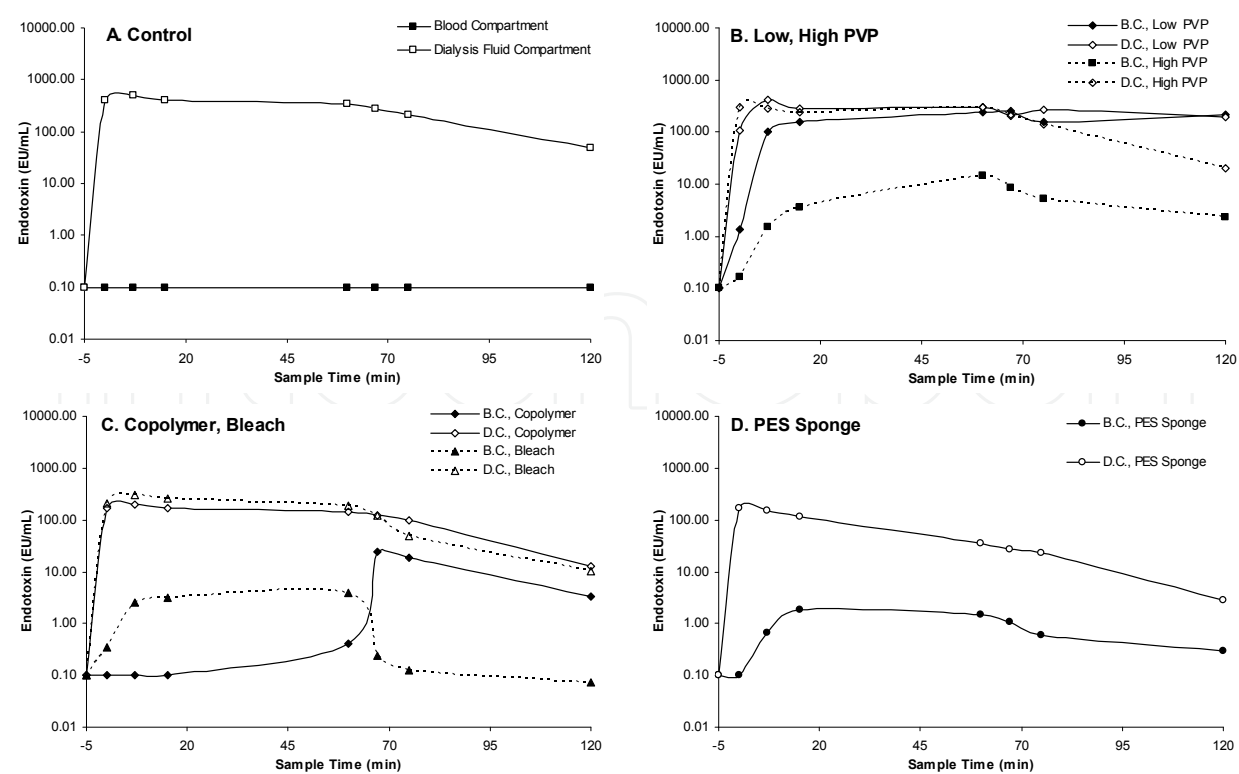 A. Control
Blood Compartment
Dialysis Fluid Compartment
10000.00
1000.00
100.00
10.00
1.00
0.10
0.01
Endotoxin (EU/mL)
-5 20 45 70 95 120
Sample Time (min)
B. Low, High PVP
B.C., Low PVP
D.C., Low PVP
B.C., High PVP
D.C., High PVP
10000.00
1000.00
100.00
10.00
1.00
0.10
0.01
Endotoxin (EU/mL)
-5 20 45 70 95 120
Sample Time (min)
C. Copolymer, Bleach
B.C., Copolymer
D.C., Copolymer
B.C., Bleach
D.C., Bleach
10000.00
1000.00
100.00
10.00
1.00
0.10
0.01
Endotoxin (EU/mL)
-5 20 45 70 95 120
Sample Time (min)
D. PES Sponge
B.C., PES Sponge
D.C., PES Sponge
10000.00
1000.00
100.00
10.00
1.00
0.10
0.01
Endotoxin (EU/mL)
-5 20 45 70 95 120
Sample Time (min)